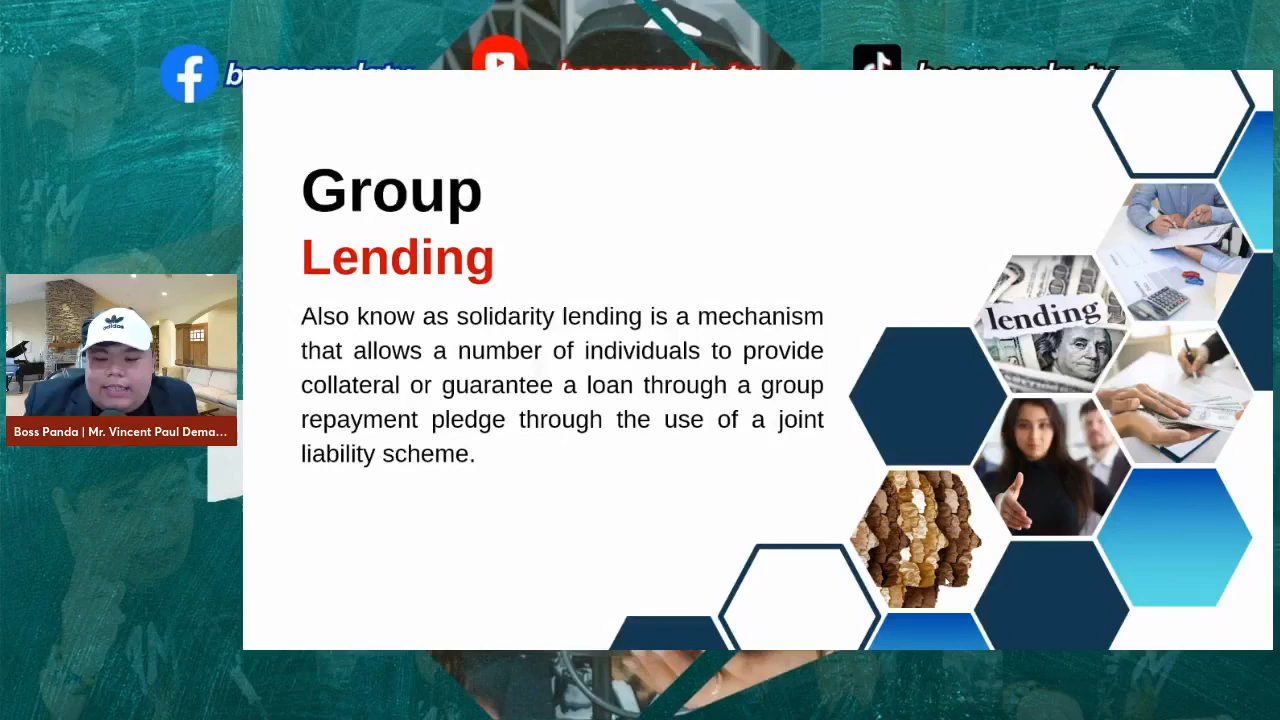 Group
Lending
Also know as solidarity lending is a mechanism
that allows a number of individuals to provide
collateral or guarantee a loan through a group
repayment pledge through the use of a joint
liability scheme.
lending
adidas
Boss Panda | Mr. Vincent Paul Dema...